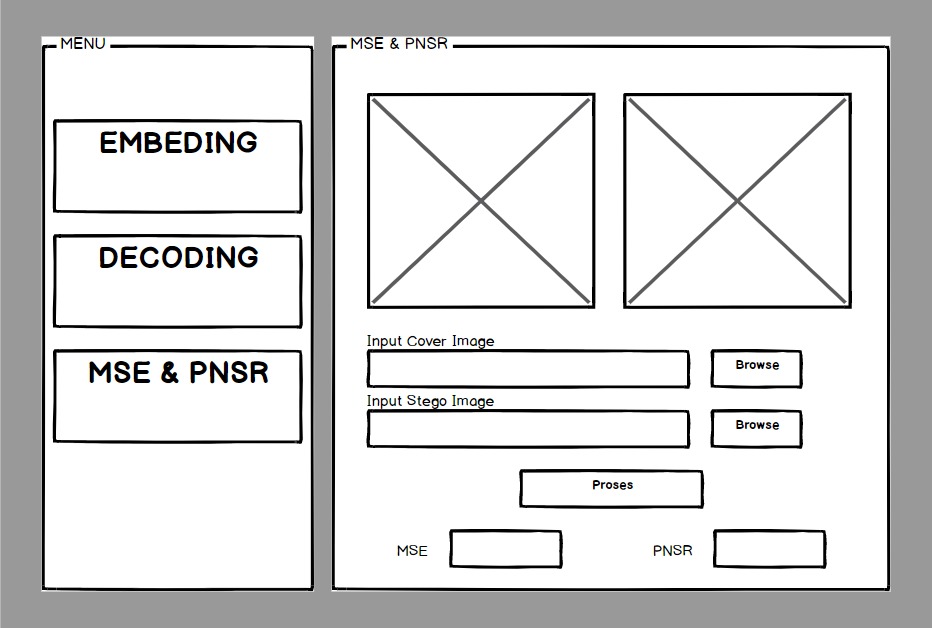 MENU
EMBEDING
DECODING
MSE & PNSR
MSE & PNSR
Input Cover Image
Browse
Input Stego Image
Browse
Proses
MSE
PNSR